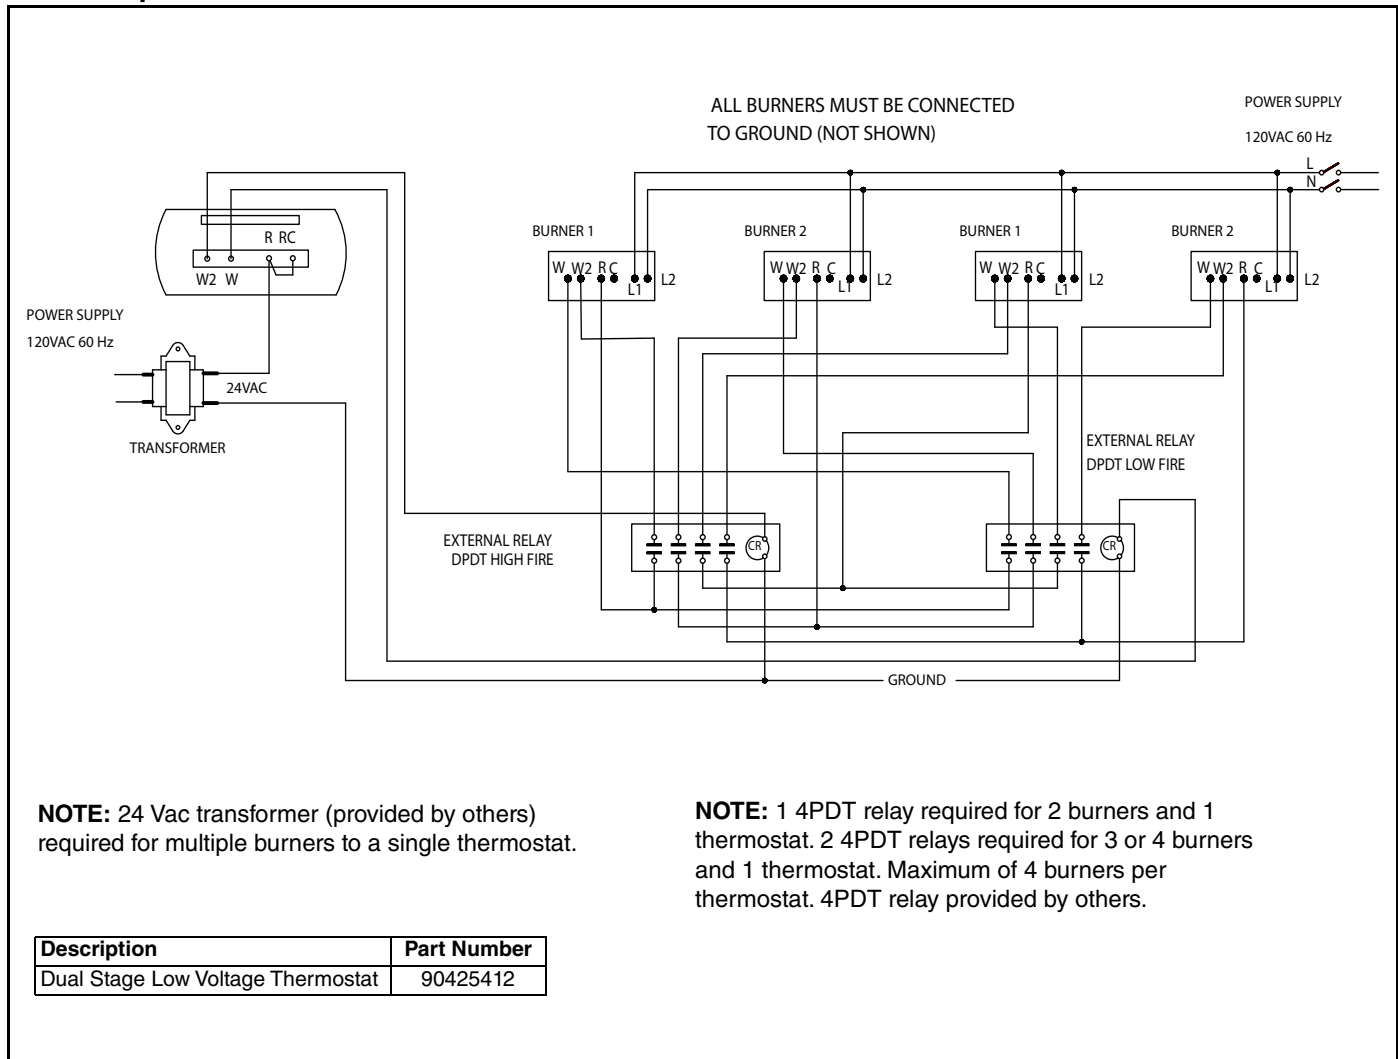 ALL BURNERS MUST BE CONNECTED
TO GROUND (NOT SHOWN)
POWER SUPPLY
120VAC 60 Hz
L
N
R RC
W2 W
BURNER 1
W W2 R C
L1
L2
BURNER 2
W W2 R C
L1
L2
BURNER 1
W W2 R C
L1
L2
BURNER 2
W W2 R C
L1
L2
POWER SUPPLY
120VAC 60 Hz
24VAC
TRANSFORMER
EXTERNAL RELAY
DPDT LOW FIRE
EXTERNAL RELAY
DPDT HIGH FIRE
CR
CR
GROUND
NOTE: 24 Vac transformer (provided by others)
required for multiple burners to a single thermostat.
NOTE: 1 4PDT relay required for 2 burners and 1
thermostat. 2 4PDT relays required for 3 or 4 burners
and 1 thermostat. Maximum of 4 burners per
thermostat. 4PDT relay provided by others.
Description Part Number
Dual Stage Low Voltage Thermostat 90425412